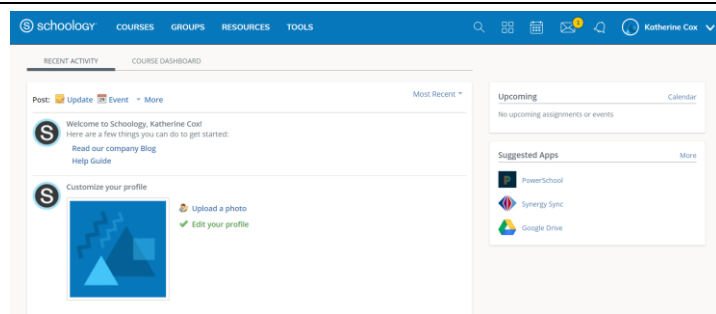 S schoology COURSES GROUPS RESOURCES TOOLS 1 Katherine Cox
RECENT ACTIVITY COURSE DASHBOARD
Post: Update Event More Most Recent
S Welcome to Schoology, Katherine Cox!
Here are a few things you can do to get started:
Read our company Blog
Help Guide
S Customize your profile
Upload a photo
Edit your profile
Upcoming Calendar
No upcoming assignments or events
Suggested Apps More
P PowerSchool
Synergy Sync
Google Drive